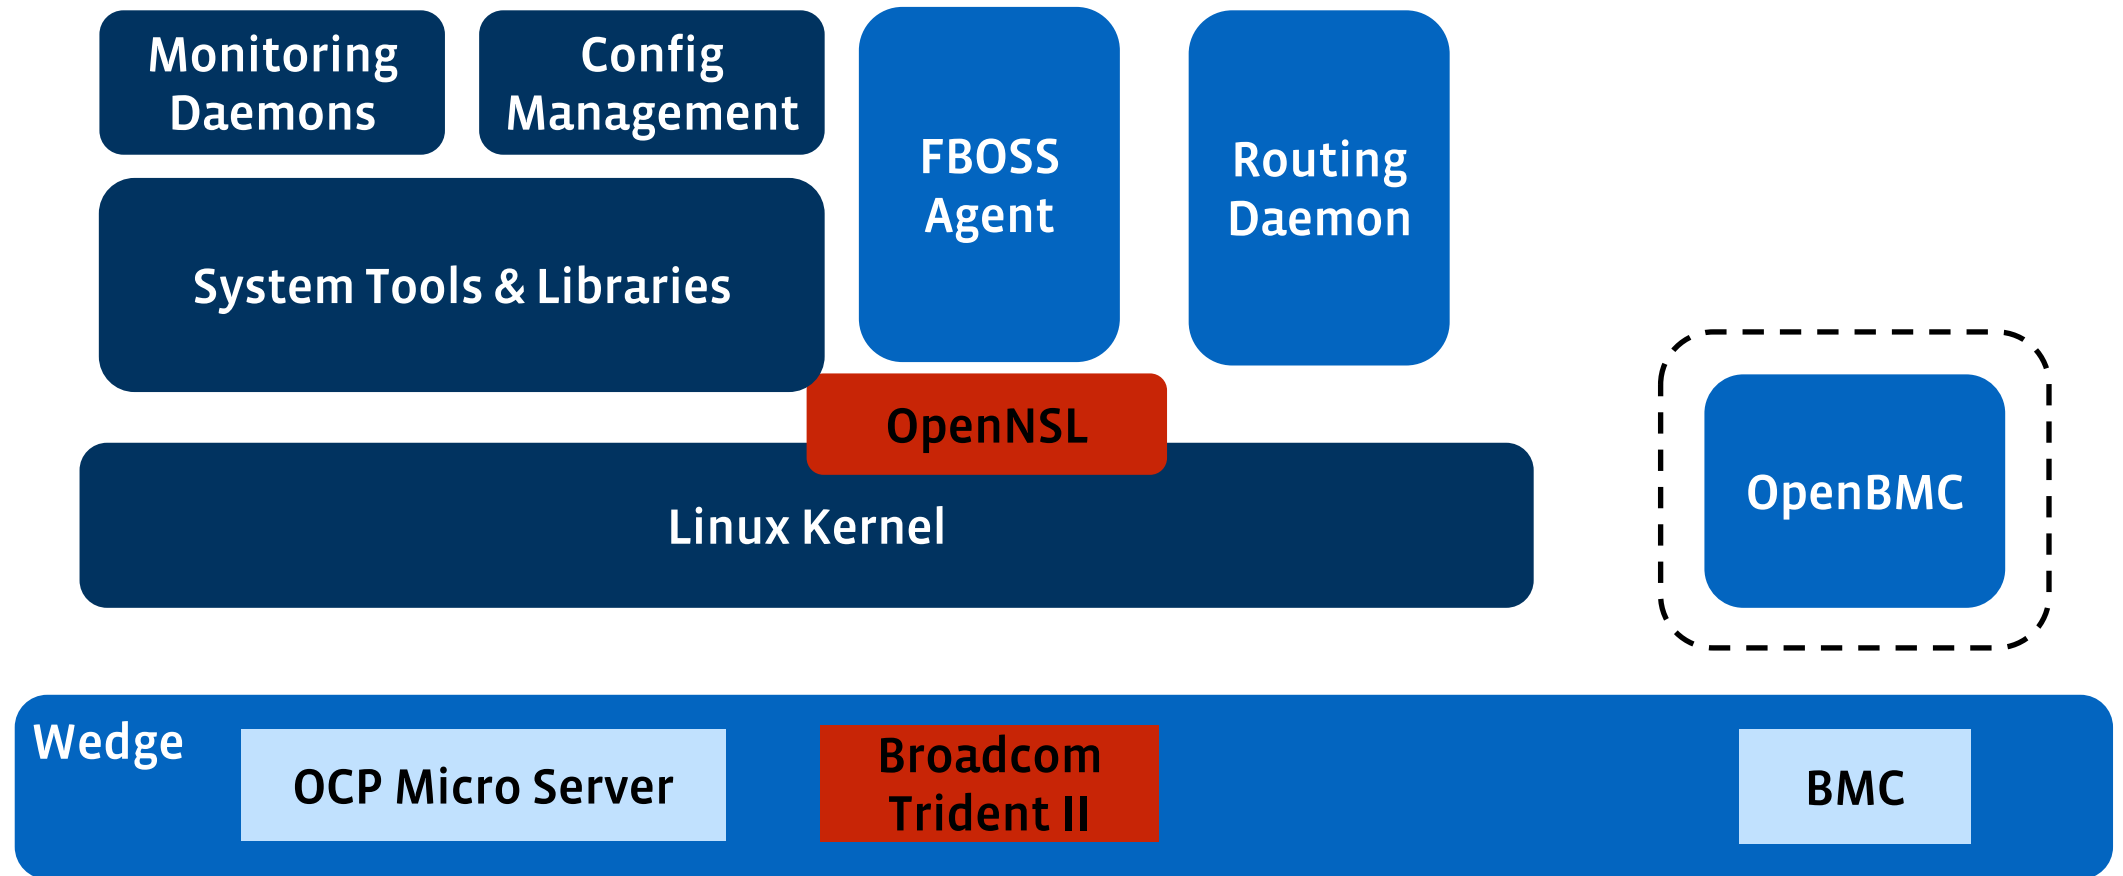 Monitoring
Daemons
Config
Management
FBOSS
Agent
Routing
Daemon
System Tools & Libraries
OpenNSL
OpenBMC
Linux Kernel
Wedge
OCP Micro Server
Broadcom
Trident II
BMC